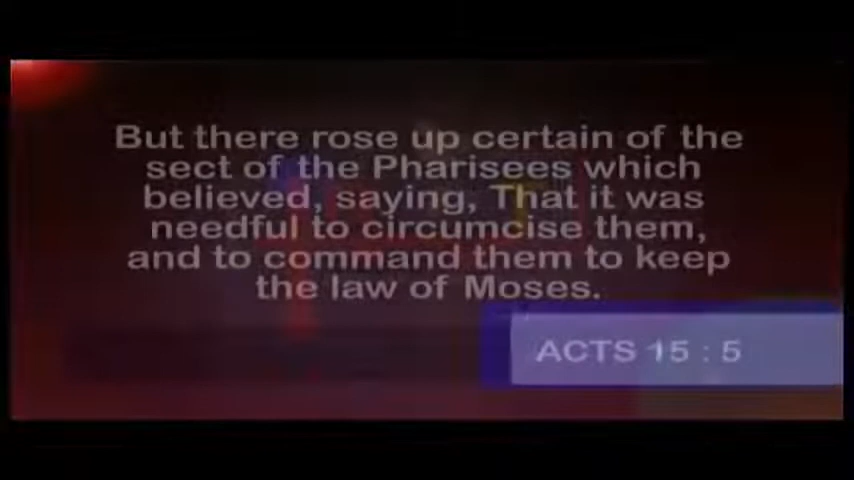 But there rose up certain of the
sect of the Pharisees which
believed, saying, That it was
needful to circumcise them,
and to command them to keep
the law of Moses.
ACTS 15 : 5